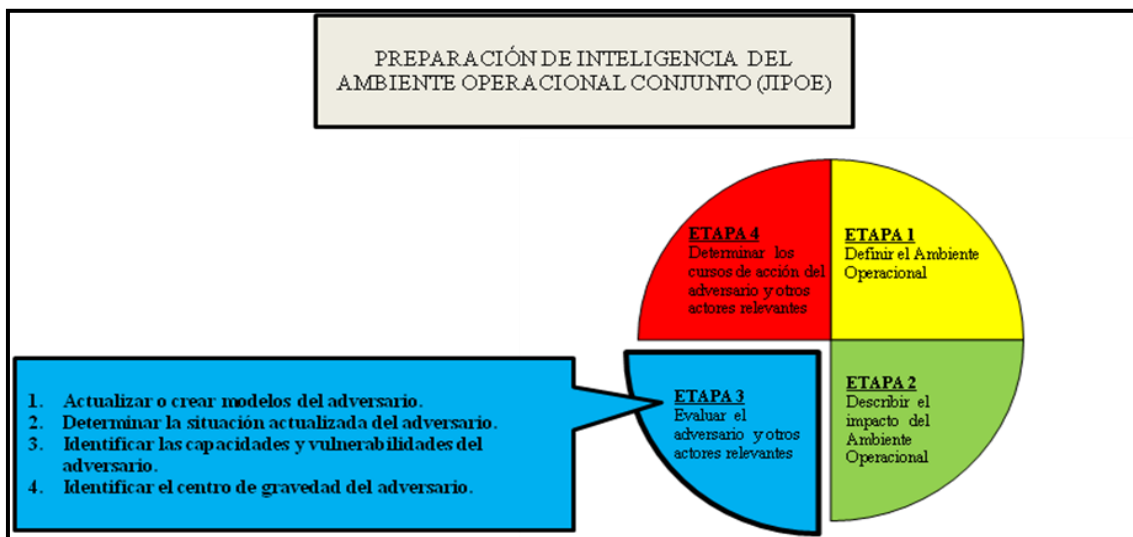 PREPARACIÓN DE INTELIGENCIA DEL
AMBIENTE OPERACIONAL CONJUNTO (JIPOE)
ETAPA 4
Determinar los
cursos de acción del
adversario y otros
actores relevantes
ETAPA 1
Definir el Ambiente
Operacional
1. Actualizar o crear modelos del adversario.
2. Determinar la situación actualizada del adversario.
3. Identificar las capacidades y vulnerabilidades del
adversario.
4. Identificar el centro de gravedad del adversario.
ETAPA 3
Evaluar el
adversario y otros
actores relevantes
ETAPA 2
Describir el
impacto del
Ambiente
Operacional